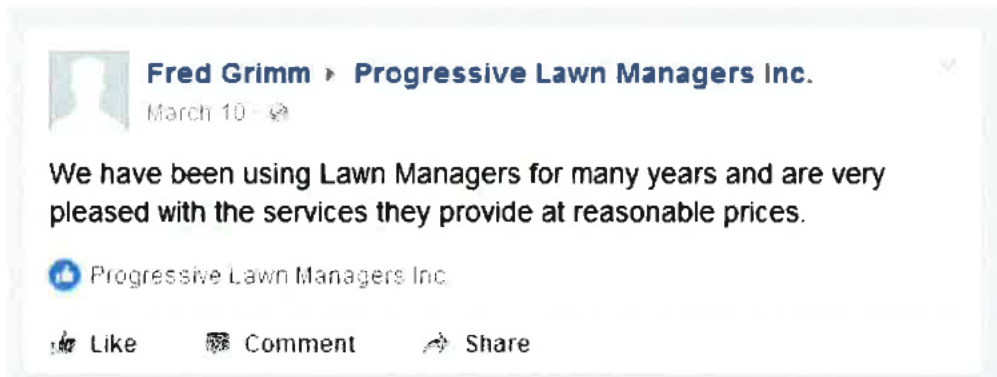 Fred Grimm ▸ Progressive Lawn Managers Inc.
March 10 ·
We have been using Lawn Managers for many years and are very
pleased with the services they provide at reasonable prices.
Progressive Lawn Managers Inc.
Like Comment Share